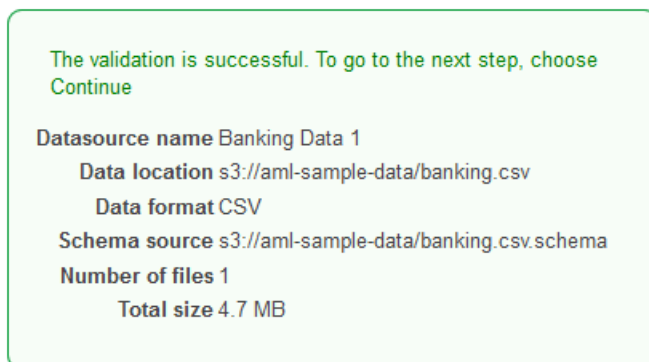 The validation is successful. To go to the next step, choose
Continue
Datasource name Banking Data 1
Data location s3://aml-sample-data/banking.csv
Data format CSV
Schema source s3://aml-sample-data/banking.csv.schema
Number of files 1
Total size 4.7 MB